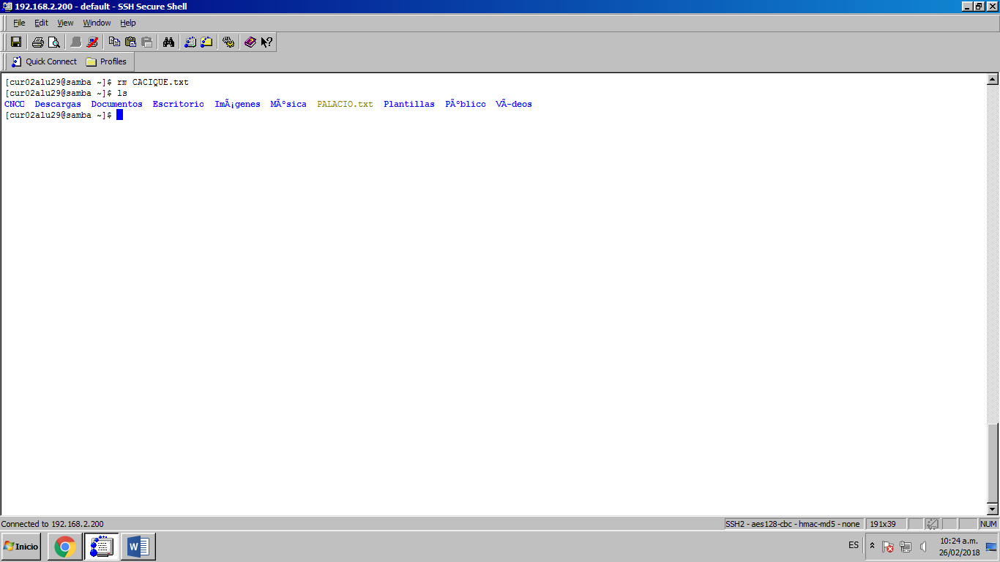 192.168.2.200 - default - SSH Secure Shell
File Edit View Window Help
Quick Connect Profiles
[cur02alu29@samba ~]$ rm CACIQUE.txt
[cur02alu29@samba ~]$ ls
CNC Descargas Documentos Escritorio ImÃ¡genes MÃºsica PALACIO.txt Plantillas PÃºblico VÃ-deos
[cur02alu29@samba ~]$
Connected to 192.168.2.200 SSH2 - aes128-cbc - hmac-md5 - none 191x39 NUM
Inicio ES 10:24 a.m.
26/02/2018